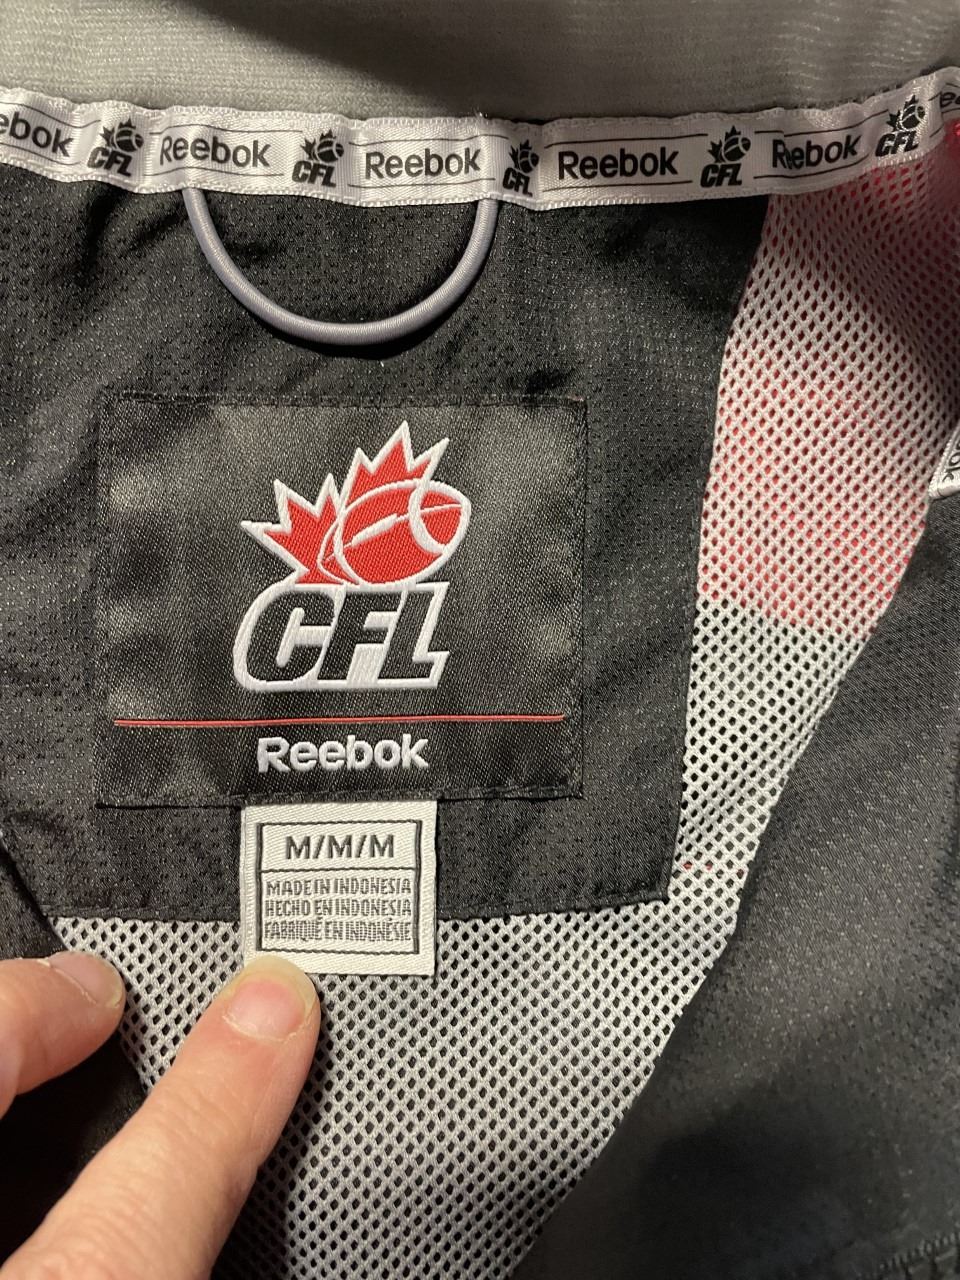 ebok CFL Reebok CFL Reebok CFL Reebok CFL Reebok CFL
CFL
Reebok
M/M/M
MADE IN INDONESIA
HECHO EN INDONESIA
FABRIQUÉ EN INDONÉSIE